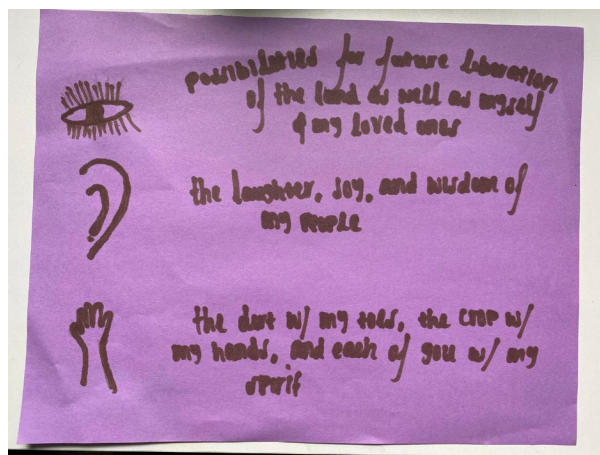 possibilities for future liberation
of the land as well as myself
& my loved ones
the laughter, joy, and wisdom of
my people
the dirt w/ my toes, the crop w/
my hands, and each of you w/ my
spirit